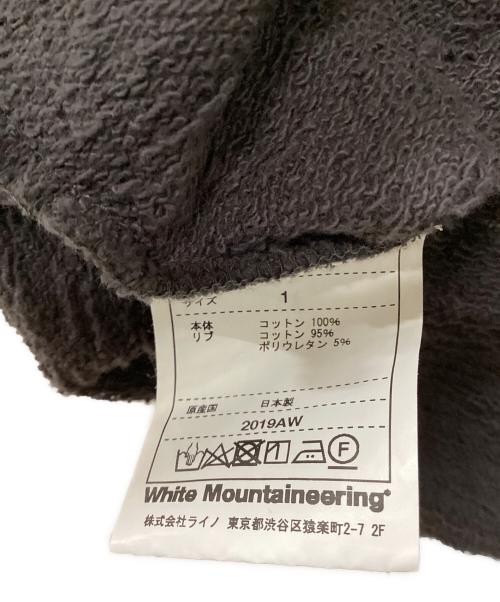 サイズ 1
本体 コットン 100%
リブ コットン 95%
ポリウレタン 5%
原産国 日本製
2019AW
F
White Mountaineering
株式会社ライノ 東京都渋谷区猿楽町2-7 2F